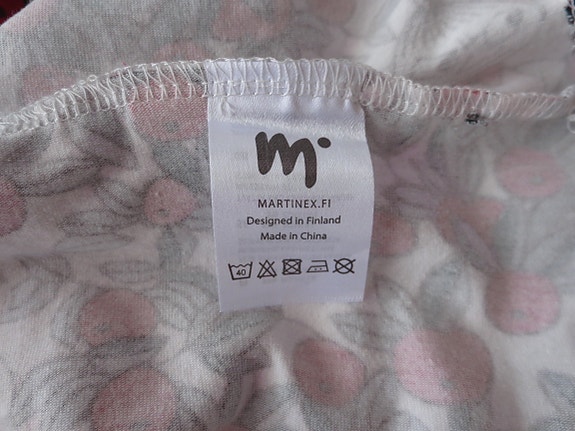 m
MARTINEX.FI
Designed in Finland
Made in China
40